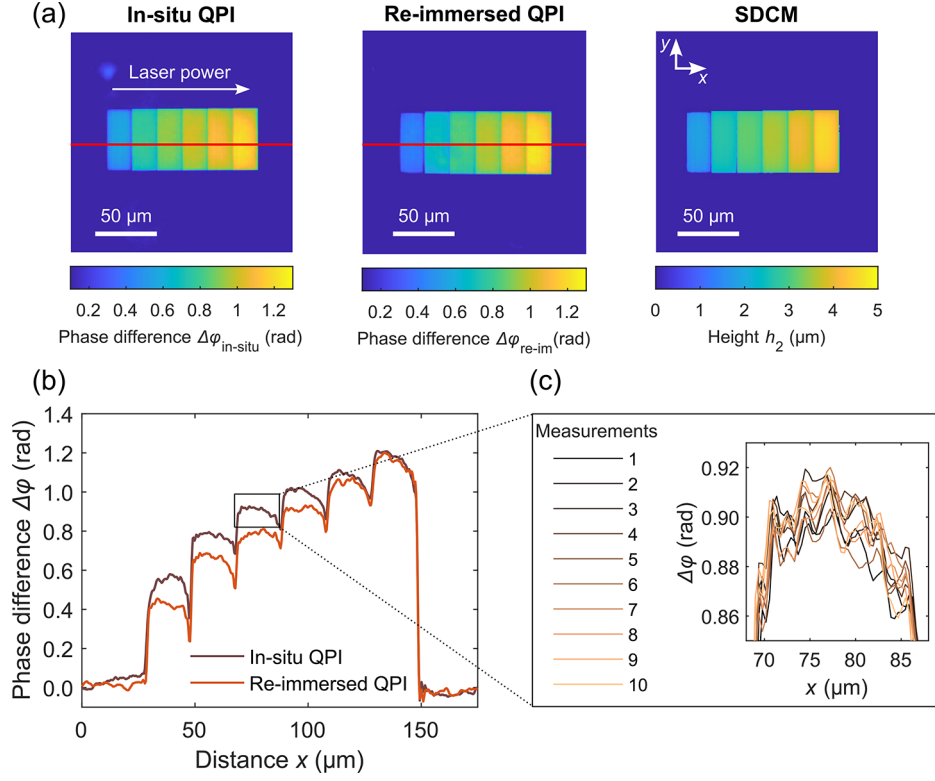 (a)
In-situ QPI
Re-immersed QPI
SDCM
Laser power
y
x
50 µm
50 µm
50 µm
0.2 0.4 0.6 0.8 1 1.2
0.2 0.4 0.6 0.8 1 1.2
0 1 2 3 4 5
Phase difference Δφin-situ (rad)
Phase difference Δφre-im(rad)
Height h2 (µm)
(b)
(c)
1.4
1.2
1.0
0.8
0.6
0.4
0.2
0.0
Phase difference Δφ (rad)
In-situ QPI
Re-immersed QPI
0 50 100 150
Distance x (µm)
Measurements
1
2
3
4
5
6
7
8
9
10
0.92
0.90
0.88
0.86
Δφ (rad)
70 75 80 85
x (µm)